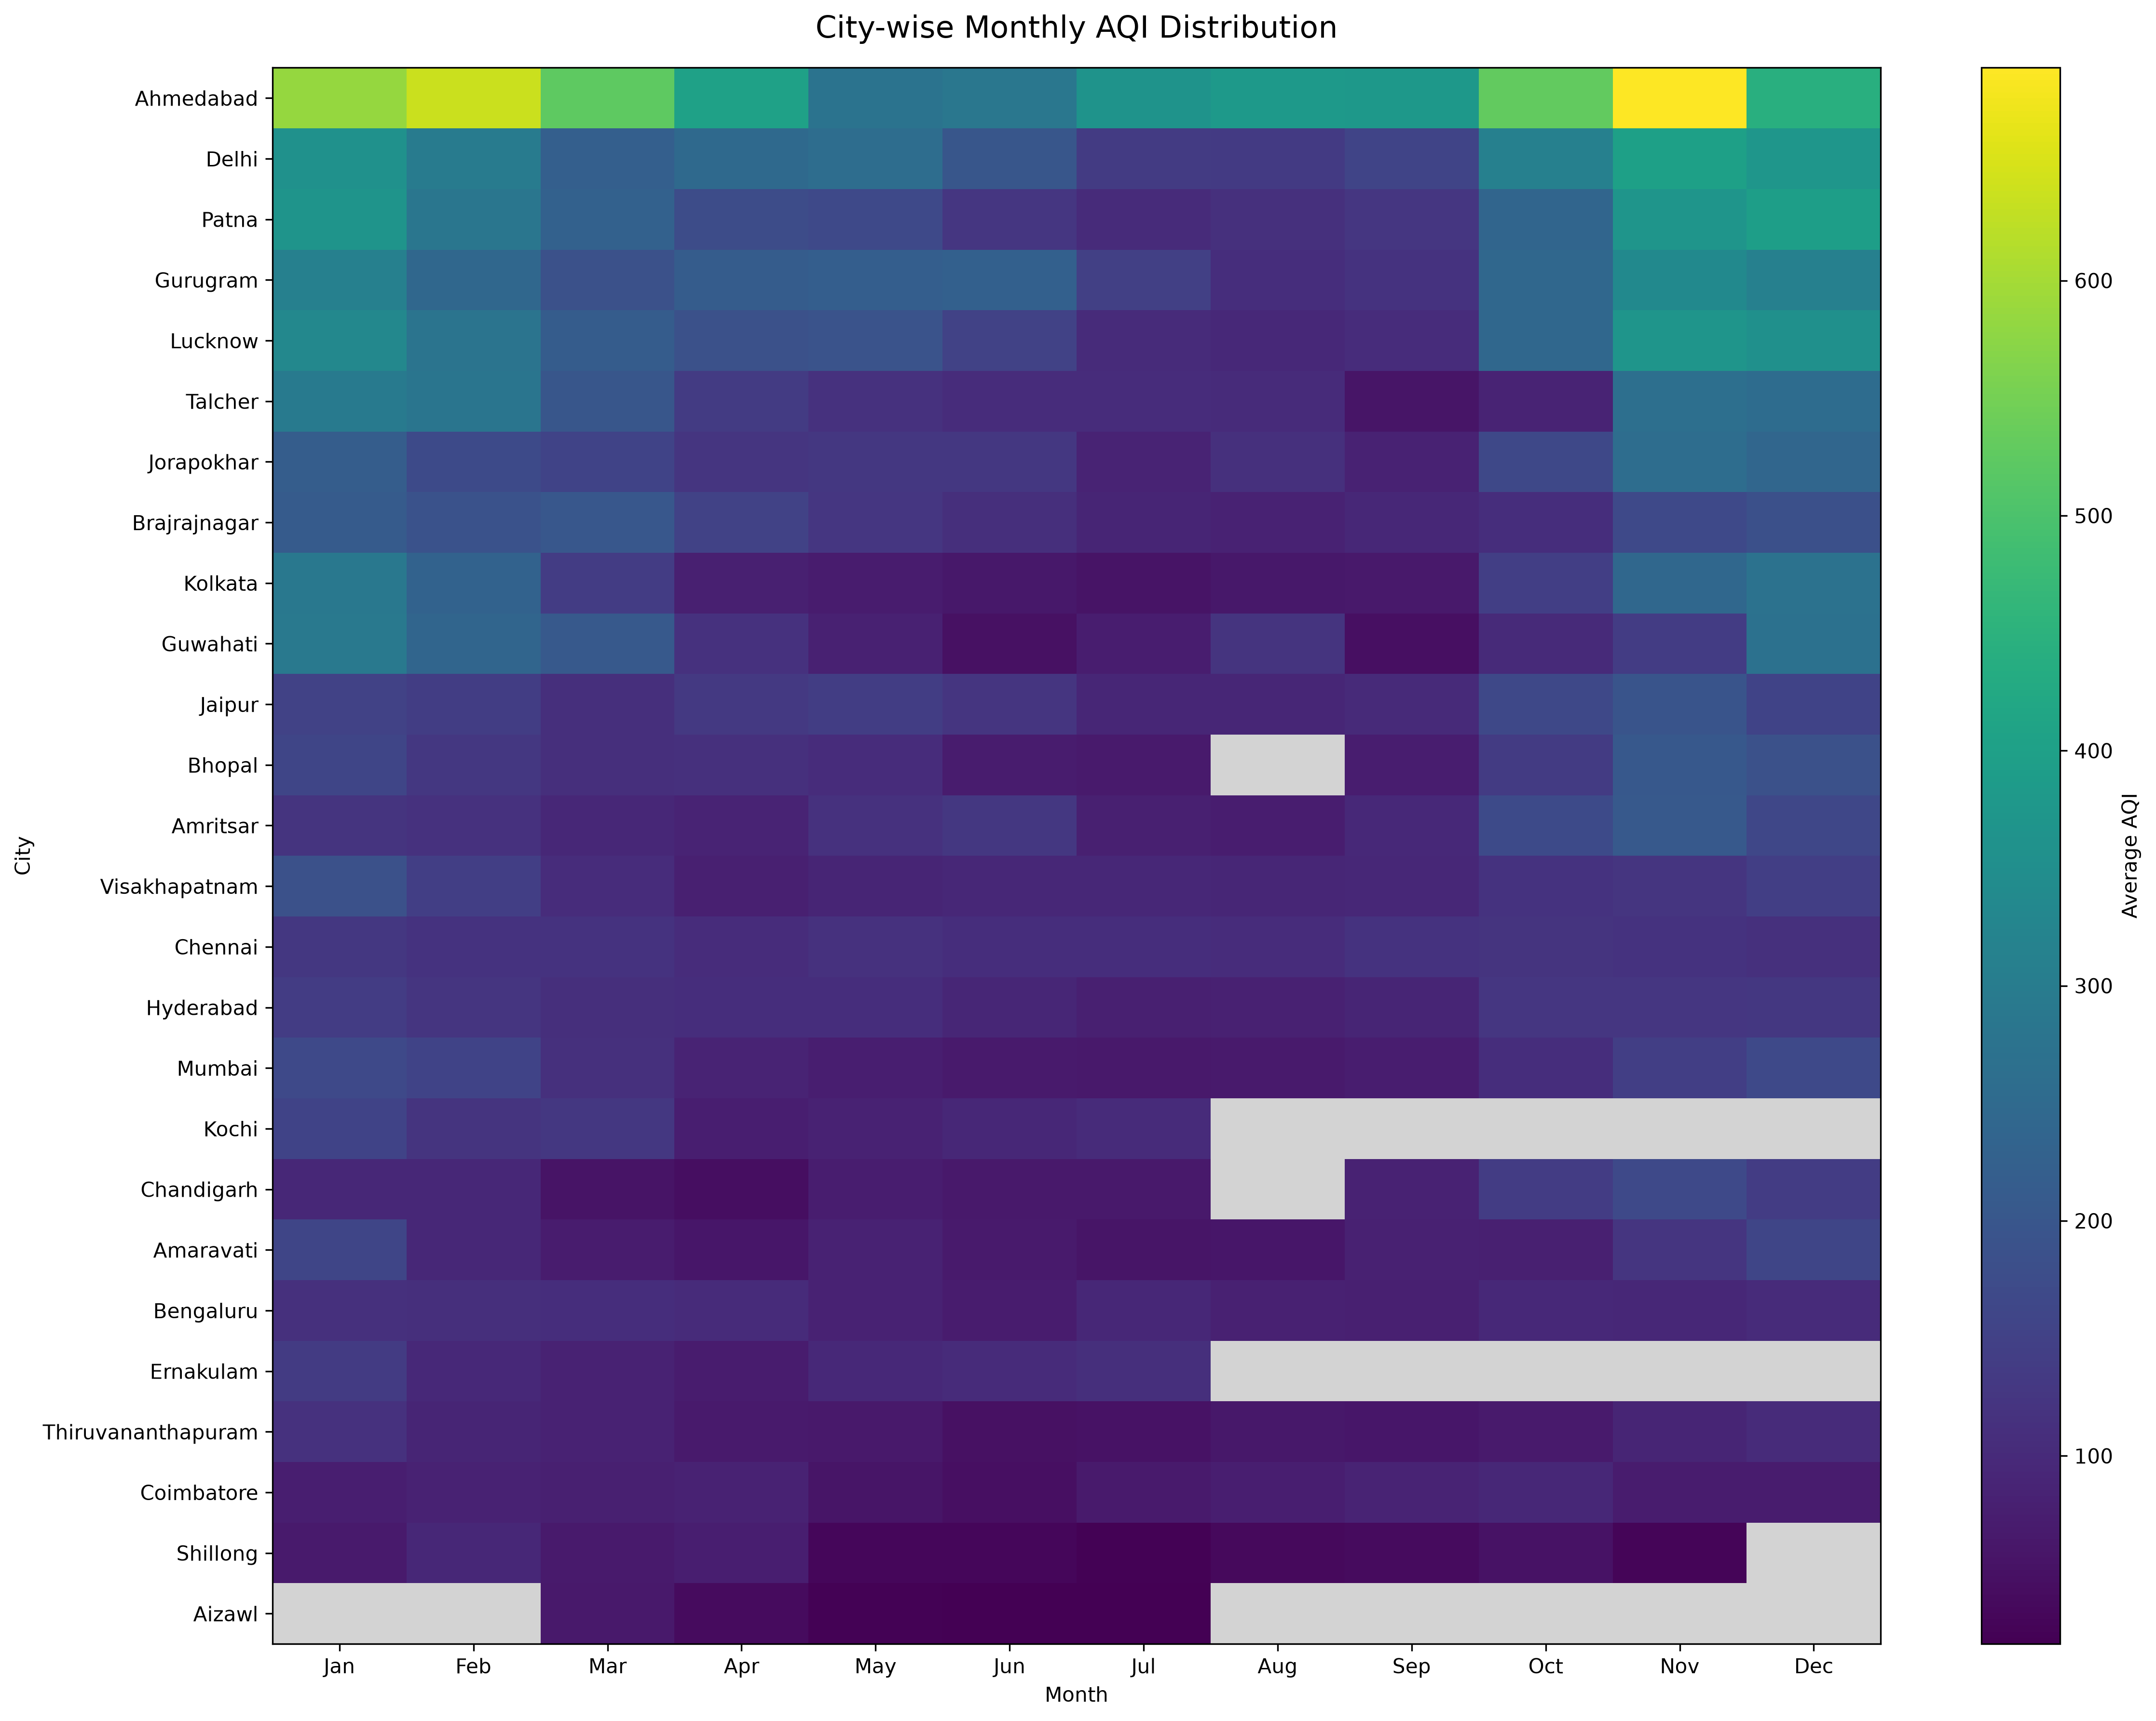 City-wise Monthly AQI Distribution
Ahmedabad
Delhi
Patna
Gurugram
Lucknow
Talcher
Jorapokhar
Brajrajnagar
Kolkata
Guwahati
Jaipur
Bhopal
Amritsar
Visakhapatnam
Chennai
Hyderabad
Mumbai
Kochi
Chandigarh
Amaravati
Bengaluru
Ernakulam
Thiruvananthapuram
Coimbatore
Shillong
Aizawl
City
Jan Feb Mar Apr May Jun Jul Aug Sep Oct Nov Dec
Month
600
500
400
300
200
100
Average AQI